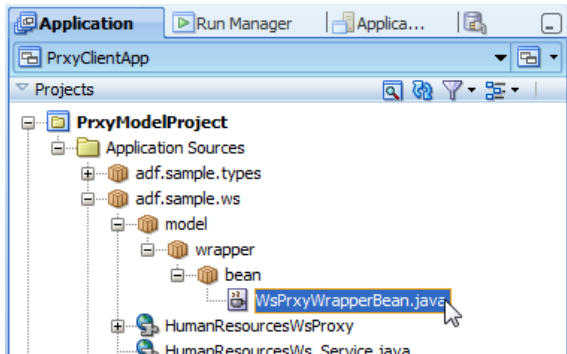 Application Run Manager Applica...
PrxyClientApp
Projects
PrxyModelProject
Application Sources
adf.sample.types
adf.sample.ws
model
wrapper
bean
WsPrxyWrapperBean.java
HumanResourcesWsProxy
HumanResourcesWs_Service.java